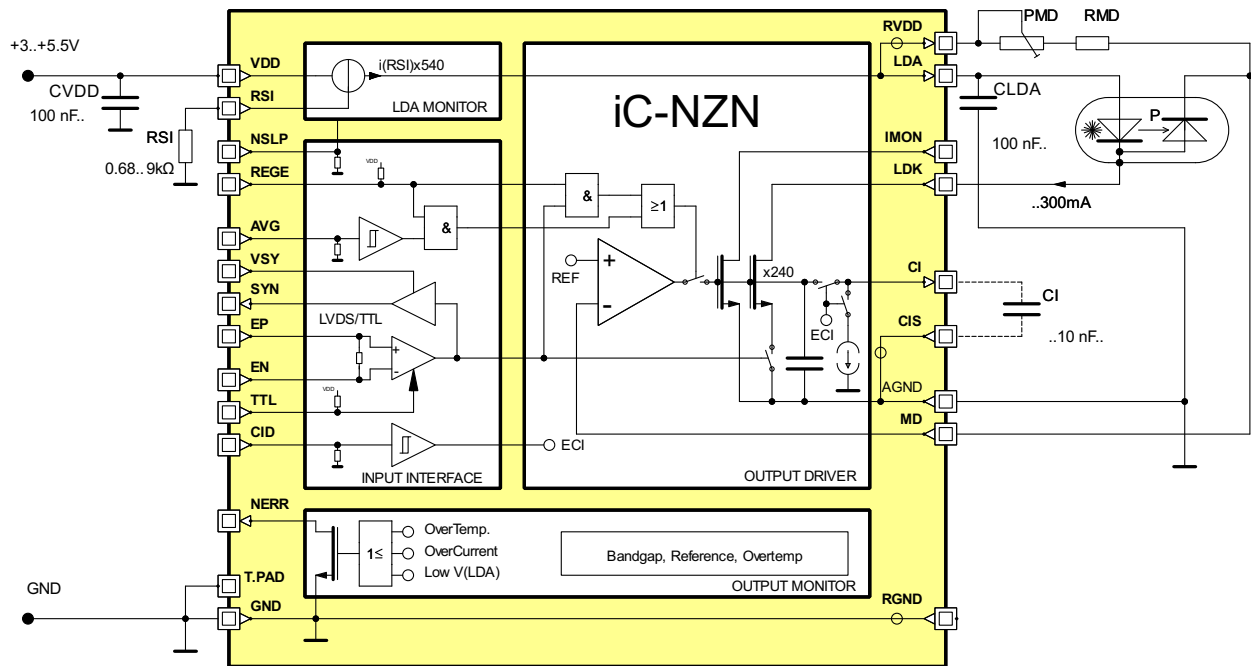 +3..+5.5V
CVDD
100 nF..
RSI
0.68..9kΩ
GND
VDD
RSI
NSLP
REGE
AVG
VSY
SYN
EP
EN
TTL
CID
NERR
T.PAD
GND
i(RSI)x540
LDA MONITOR
VDD
&
LVDS/TTL
+
-
VDD
ECI
INPUT INTERFACE
iC-NZN
&
≥1
REF
+
-
x240
ECI
OUTPUT DRIVER
1≤
OverTemp.
OverCurrent
Low V(LDA)
Bandgap, Reference, Overtemp
OUTPUT MONITOR
RVDD
LDA
IMON
LDK
CI
CIS
AGND
MD
RGND
PMD
RMD
CLDA
100 nF..
P
..300mA
CI
..10 nF..